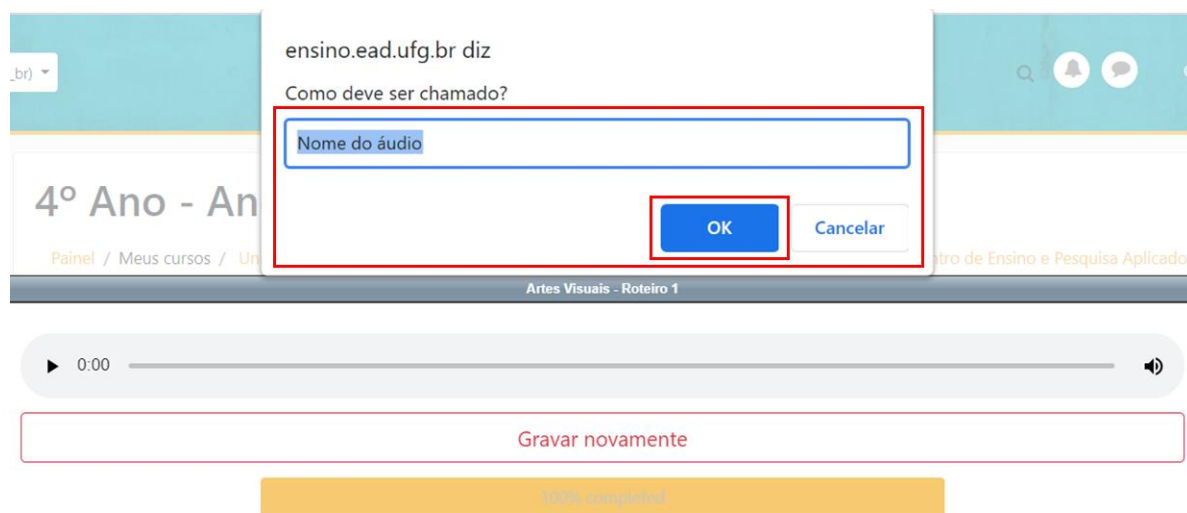 ensino.ead.ufg.br diz
_br)
Como deve ser chamado?
Nome do áudio
4º Ano - An
OK Cancelar
Painel / Meus cursos / Un tro de Ensino e Pesquisa Aplicado
Artes Visuais - Roteiro 1
0:00
Gravar novamente
100% completed